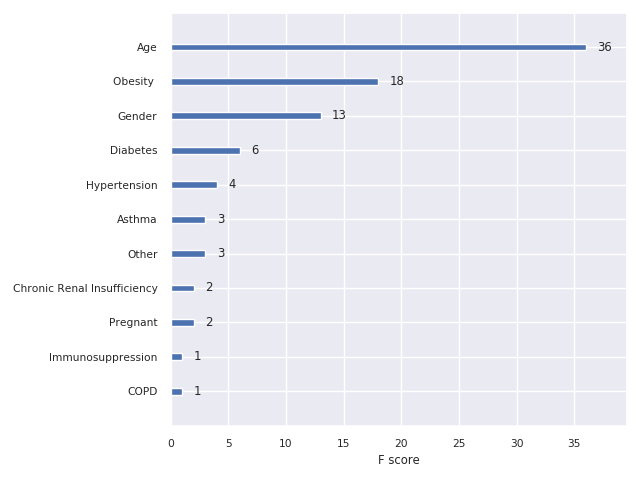 Age 36
Obesity 18
Gender 13
Diabetes 6
Hypertension 4
Asthma 3
Other 3
Chronic Renal Insufficiency 2
Pregnant 2
Immunosuppression 1
COPD 1
0 5 10 15 20 25 30 35
F score